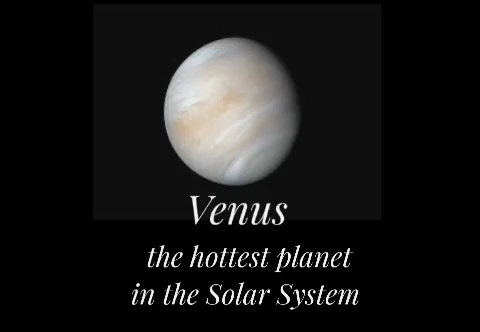 Venus
the hottest planet
in the Solar System